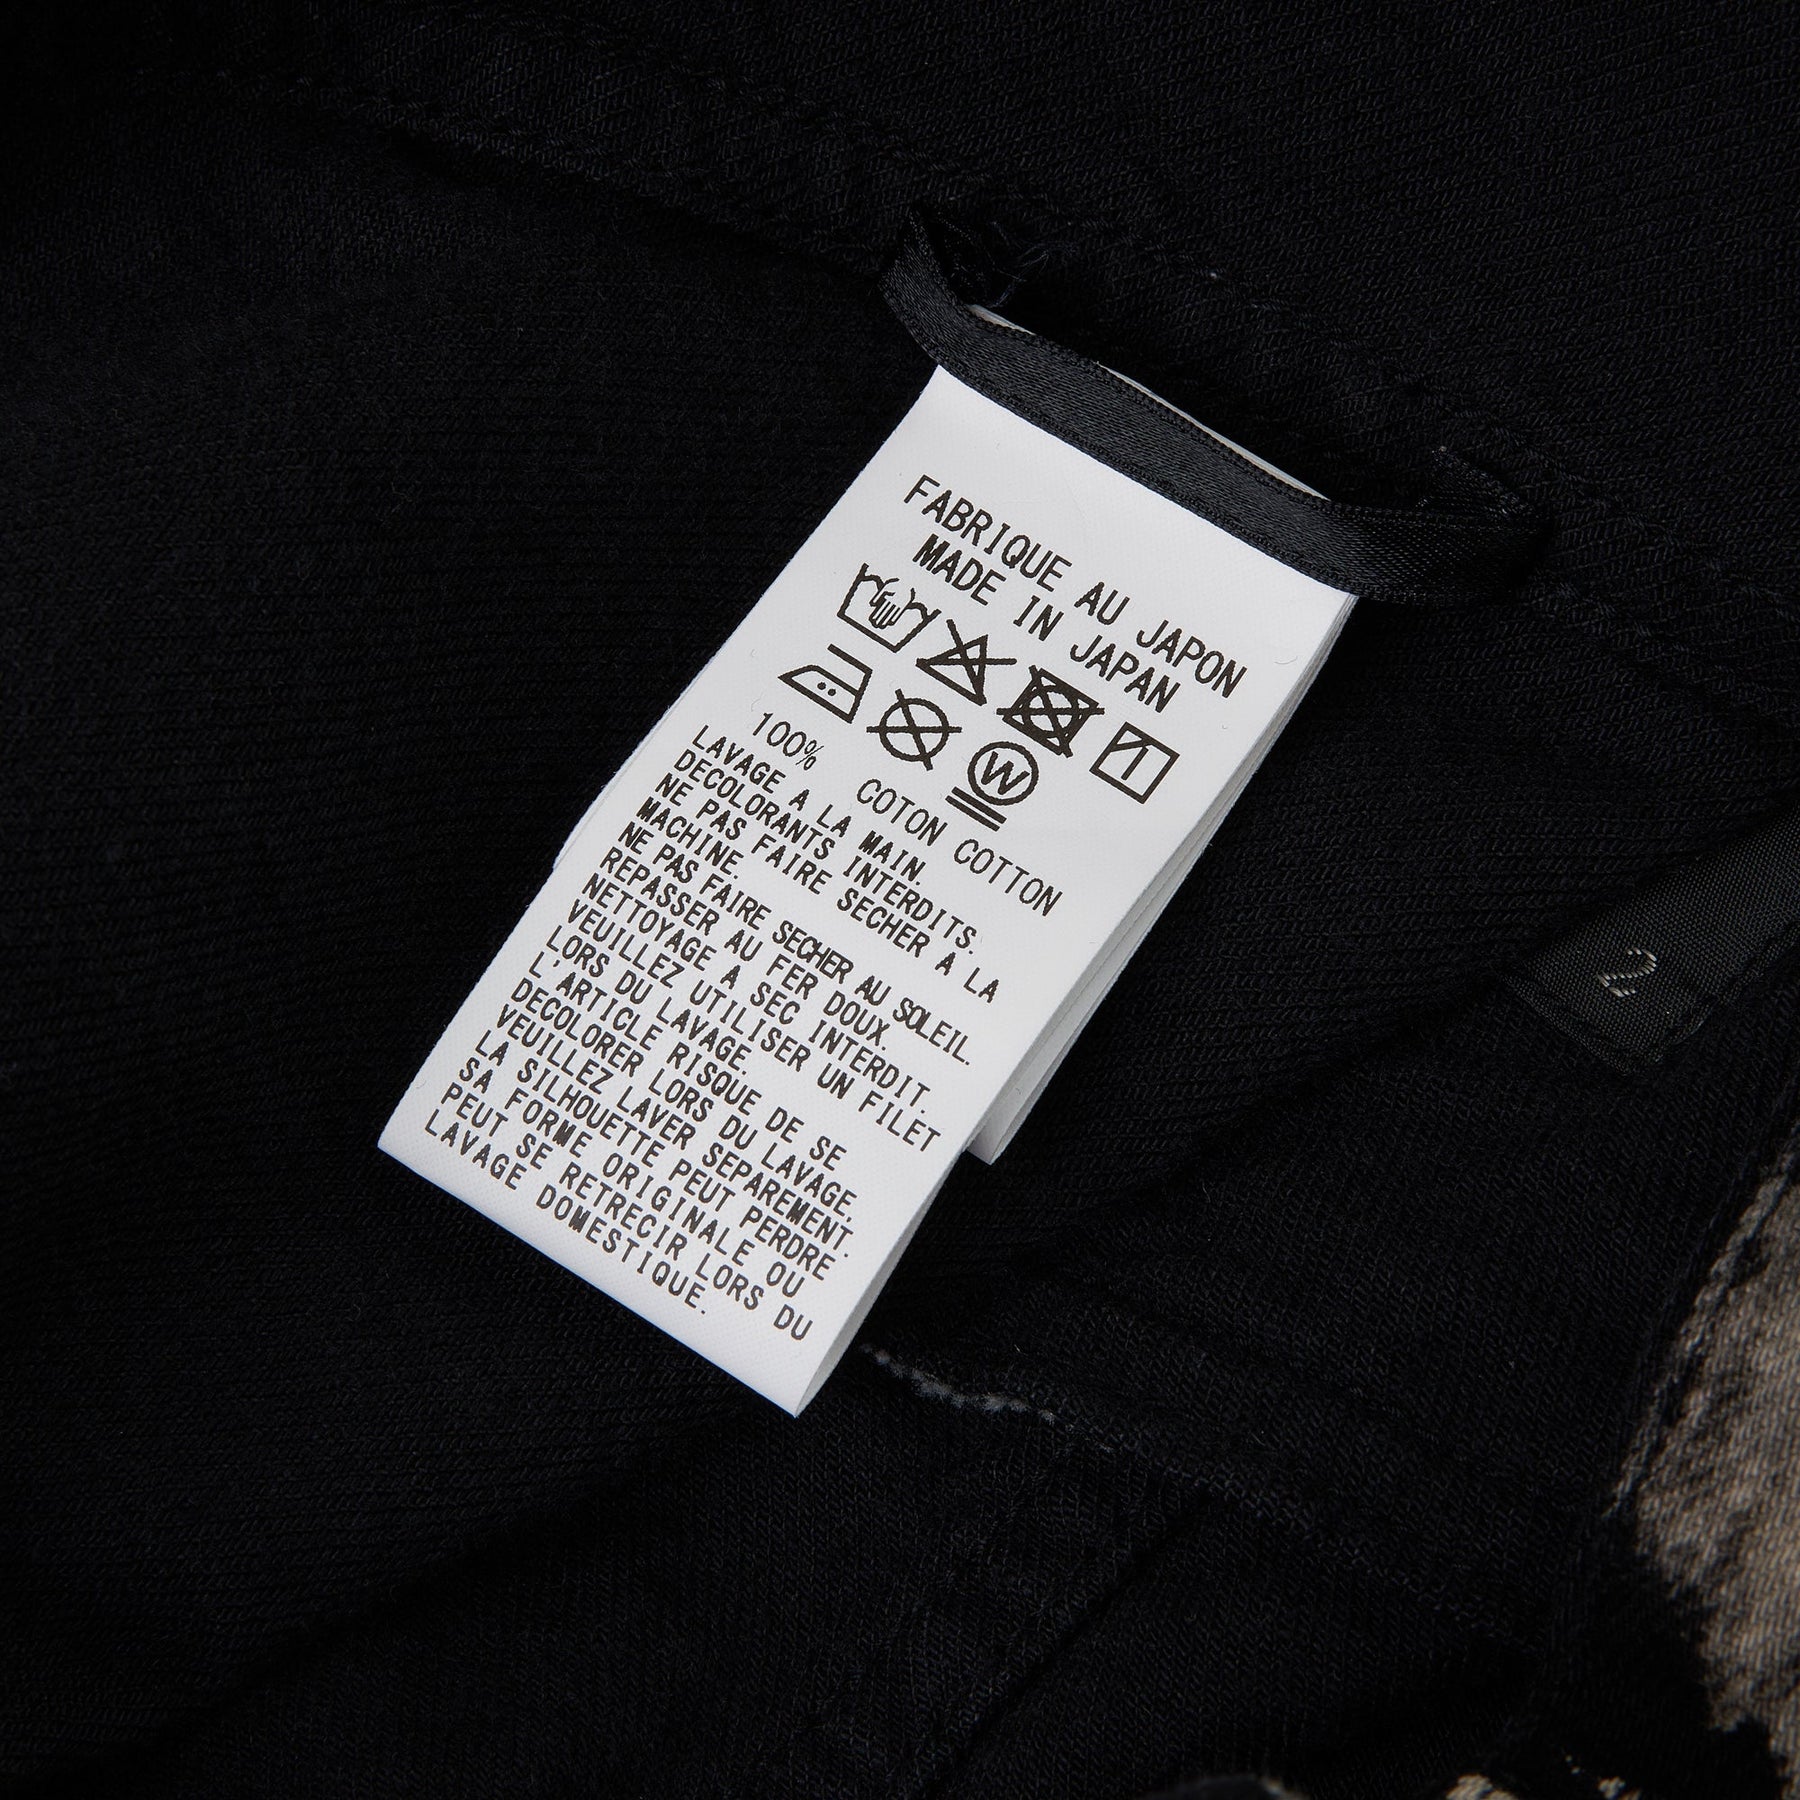 FABRIQUE AU JAPON
MADE IN JAPAN
W
100% COTON COTTON
LAVAGE A LA MAIN.
DECOLORANTS INTERDITS.
NE PAS FAIRE SECHER A LA
MACHINE.
NE PAS FAIRE SECHER AU SOLEIL.
REPASSER AU FER DOUX.
NETTOYAGE A SEC INTERDIT.
VEUILLEZ UTILISER UN FILET
LORS DU LAVAGE.
L'ARTICLE RISQUE DE SE
DECOLORER LORS DU LAVAGE.
VEUILLEZ LAVER SEPAREMENT.
LA SILHOUETTE PEUT PERDRE
SA FORME ORIGINALE OU
PEUT SE RETRECIR LORS DU
LAVAGE DOMESTIQUE.
2